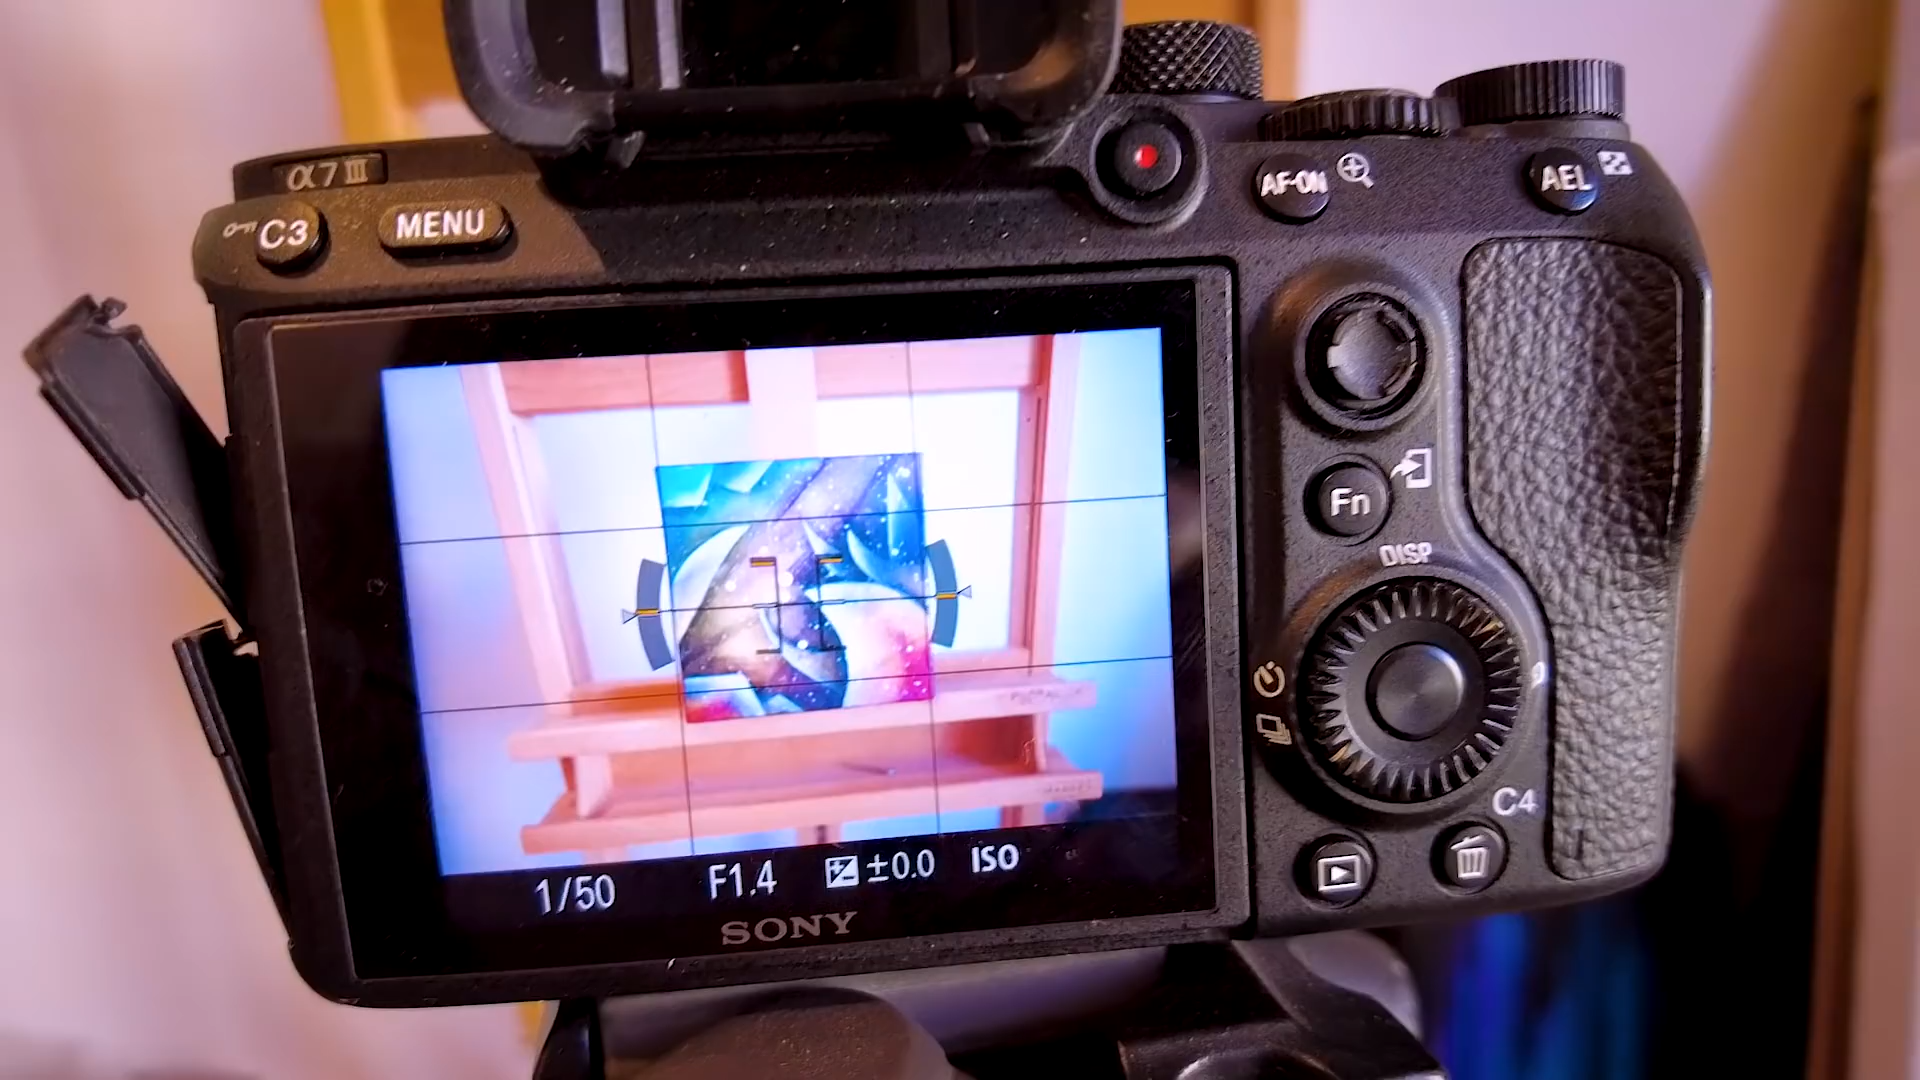 α7III
C3
MENU
AF-ON
AEL
Fn
DISP
1/50 F1.4 ±0.0 ISO
SONY
C4